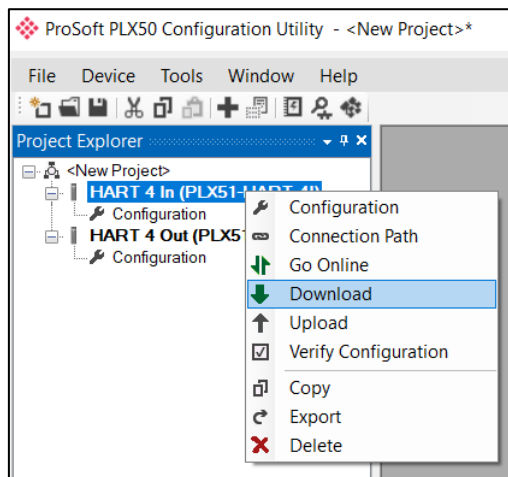 ProSoft PLX50 Configuration Utility - <New Project>*
File Device Tools Window Help
Project Explorer
<New Project>
HART 4 In (PLX51-HART-4I)
Configuration
HART 4 Out (PLX5
Configuration
Configuration
Connection Path
Go Online
Download
Upload
Verify Configuration
Copy
Export
Delete